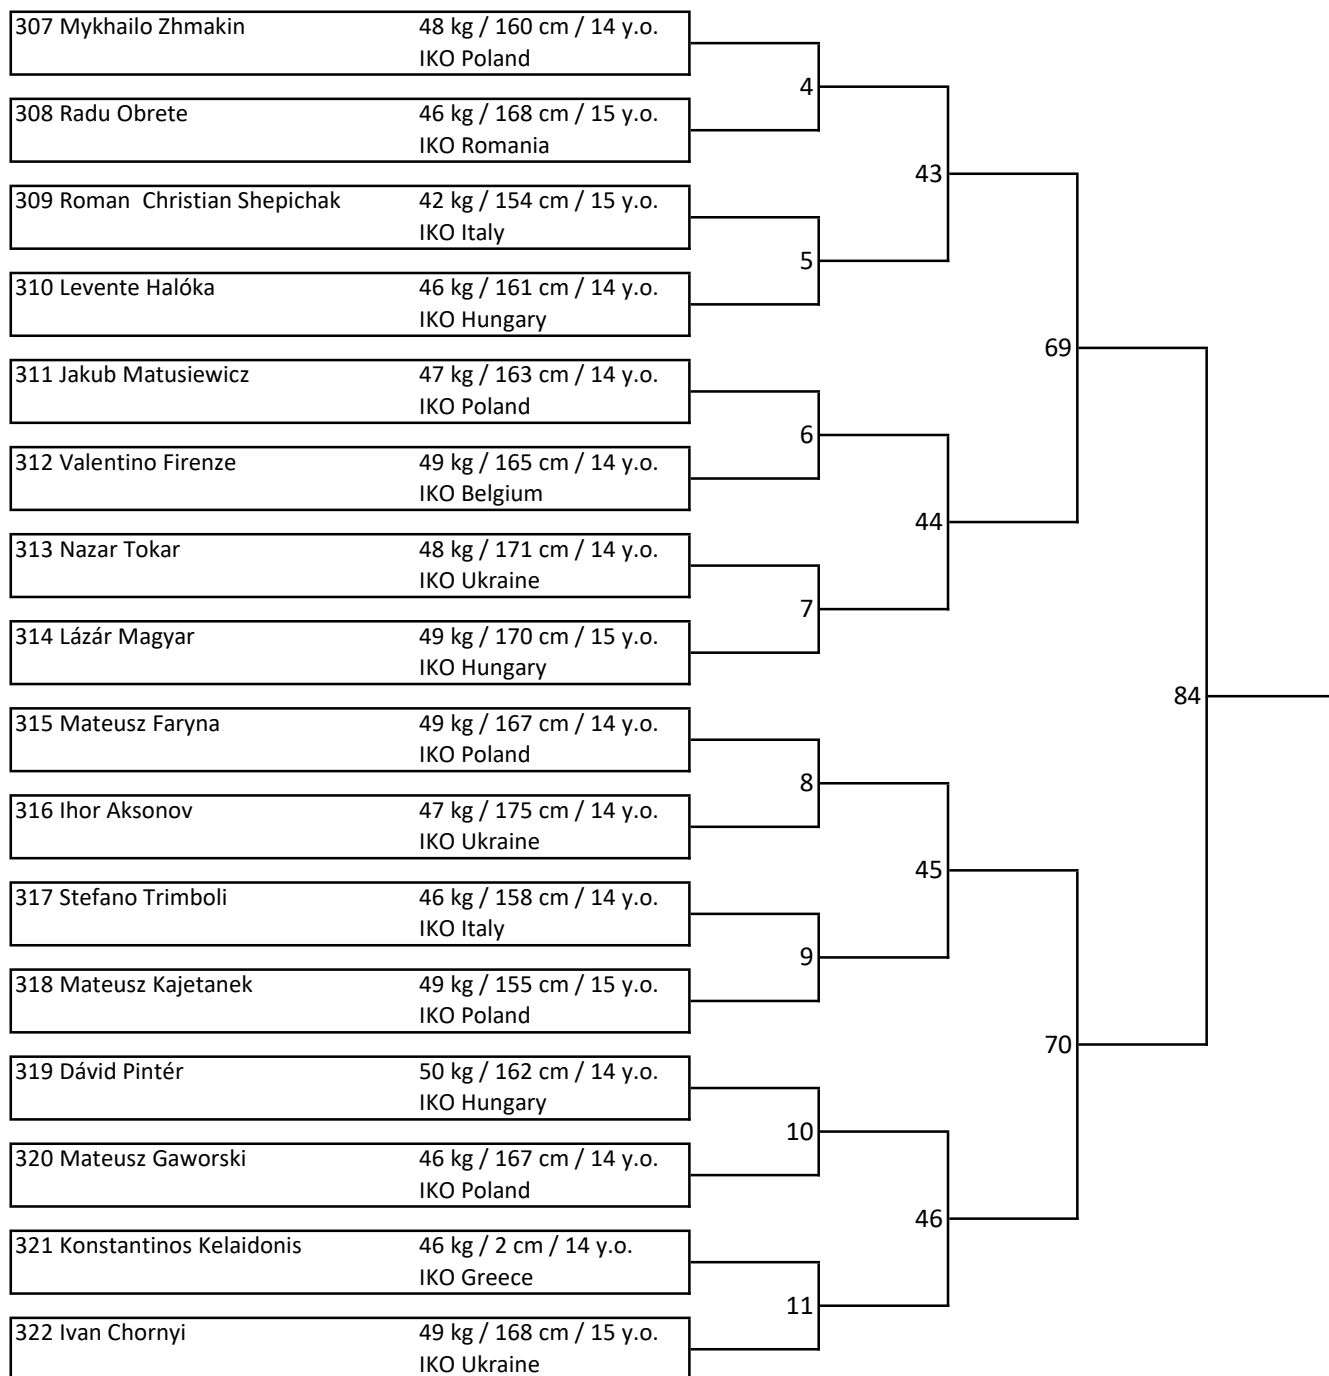 307 Mykhailo Zhmakin 48 kg / 160 cm / 14 y.o.
IKO Poland
4
308 Radu Obrete 46 kg / 168 cm / 15 y.o.
IKO Romania
43
309 Roman  Christian Shepichak 42 kg / 154 cm / 15 y.o.
IKO Italy
5
310 Levente Halóka 46 kg / 161 cm / 14 y.o.
IKO Hungary
69
311 Jakub Matusiewicz 47 kg / 163 cm / 14 y.o.
IKO Poland
6
312 Valentino Firenze 49 kg / 165 cm / 14 y.o.
IKO Belgium
44
313 Nazar Tokar 48 kg / 171 cm / 14 y.o.
IKO Ukraine
7
314 Lázár Magyar 49 kg / 170 cm / 15 y.o.
IKO Hungary
84
315 Mateusz Faryna 49 kg / 167 cm / 14 y.o.
IKO Poland
8
316 Ihor Aksonov 47 kg / 175 cm / 14 y.o.
IKO Ukraine
45
317 Stefano Trimboli 46 kg / 158 cm / 14 y.o.
IKO Italy
9
318 Mateusz Kajetanek 49 kg / 155 cm / 15 y.o.
IKO Poland
70
319 Dávid Pintér 50 kg / 162 cm / 14 y.o.
IKO Hungary
10
320 Mateusz Gaworski 46 kg / 167 cm / 14 y.o.
IKO Poland
46
321 Konstantinos Kelaidonis 46 kg / 2 cm / 14 y.o.
IKO Greece
11
322 Ivan Chornyi 49 kg / 168 cm / 15 y.o.
IKO Ukraine